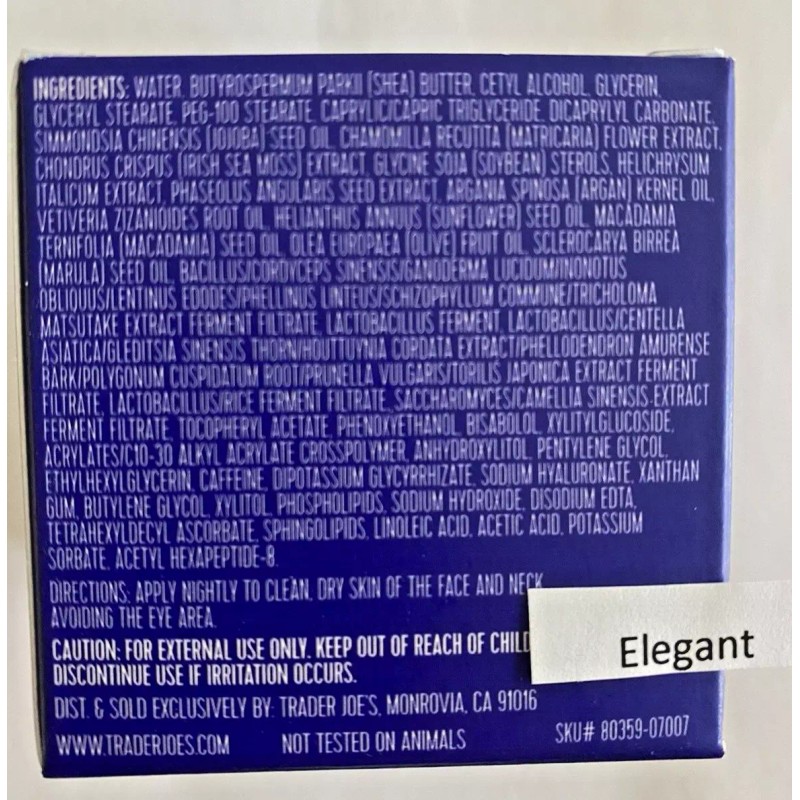 INGREDIENTS: WATER, BUTYROSPERMUM PARKII (SHEA) BUTTER, CETYL ALCOHOL, GLYCERIN,
GLYCERYL STEARATE, PEG-100 STEARATE, CAPRYLIC/CAPRIC TRIGLYCERIDE, DICAPRYLYL CARBONATE,
SIMMONDSIA CHINENSIS (JOJOBA) SEED OIL, CHAMOMILLA RECUTITA (MATRICARIA) FLOWER EXTRACT,
CHONDRUS CRISPUS (IRISH SEA MOSS) EXTRACT, GLYCINE SOJA (SOYBEAN) STEROLS, HELICHRYSUM
ITALICUM EXTRACT, PHASEOLUS ANGULARIS SEED EXTRACT, ARGANIA SPINOSA (ARGAN) KERNEL OIL,
VETIVERIA ZIZANIOIDES ROOT OIL, HELIANTHUS ANNUUS (SUNFLOWER) SEED OIL, MACADAMIA
TERNIFOLIA (MACADAMIA) SEED OIL, OLEA EUROPAEA (OLIVE) FRUIT OIL, SCLEROCARYA BIRREA
(MARULA) SEED OIL, BACILLUS/CORDYCEPS SINENSIS/GANODERMA LUCIDUM/INONOTUS
OBLIQUUS/LENTINUS EDODES/PHELLINUS LINTEUS/SCHIZOPHYLLUM COMMUNE/TRICHOLOMA
MATSUTAKE EXTRACT FERMENT FILTRATE, LACTOBACILLUS FERMENT, LACTOBACILLUS/CENTELLA
ASIATICA/GLEDITSIA SINENSIS THORN/HOUTTUYNIA CORDATA EXTRACT/PHELLODENDRON AMURENSE
BARK/POLYGONUM CUSPIDATUM ROOT/PRUNELLA VULGARIS/TORILIS JAPONICA EXTRACT FERMENT
FILTRATE, LACTOBACILLUS/RICE FERMENT FILTRATE, SACCHAROMYCES/CAMELLIA SINENSIS EXTRACT
FERMENT FILTRATE, TOCOPHERYL ACETATE, PHENOXYETHANOL, BISABOLOL, XYLITYLGLUCOSIDE,
ACRYLATES/C10-30 ALKYL ACRYLATE CROSSPOLYMER, ANHYDROXYLITOL, PENTYLENE GLYCOL,
ETHYLHEXYLGLYCERIN, CAFFEINE, DIPOTASSIUM GLYCYRRHIZATE, SODIUM HYALURONATE, XANTHAN
GUM, BUTYLENE GLYCOL, XYLITOL, PHOSPHOLIPIDS, SODIUM HYDROXIDE, DISODIUM EDTA,
TETRAHEXYLDECYL ASCORBATE, SPHINGOLIPIDS, LINOLEIC ACID, ACETIC ACID, POTASSIUM
SORBATE, ACETYL HEXAPEPTIDE-8.
DIRECTIONS: APPLY NIGHTLY TO CLEAN, DRY SKIN OF THE FACE AND NECK,
AVOIDING THE EYE AREA.
CAUTION: FOR EXTERNAL USE ONLY. KEEP OUT OF REACH OF CHILD
DISCONTINUE USE IF IRRITATION OCCURS.
Elegant
DIST. & SOLD EXCLUSIVELY BY: TRADER JOE'S, MONROVIA, CA 91016
WWW.TRADERJOES.COM NOT TESTED ON ANIMALS SKU# 80359-07007